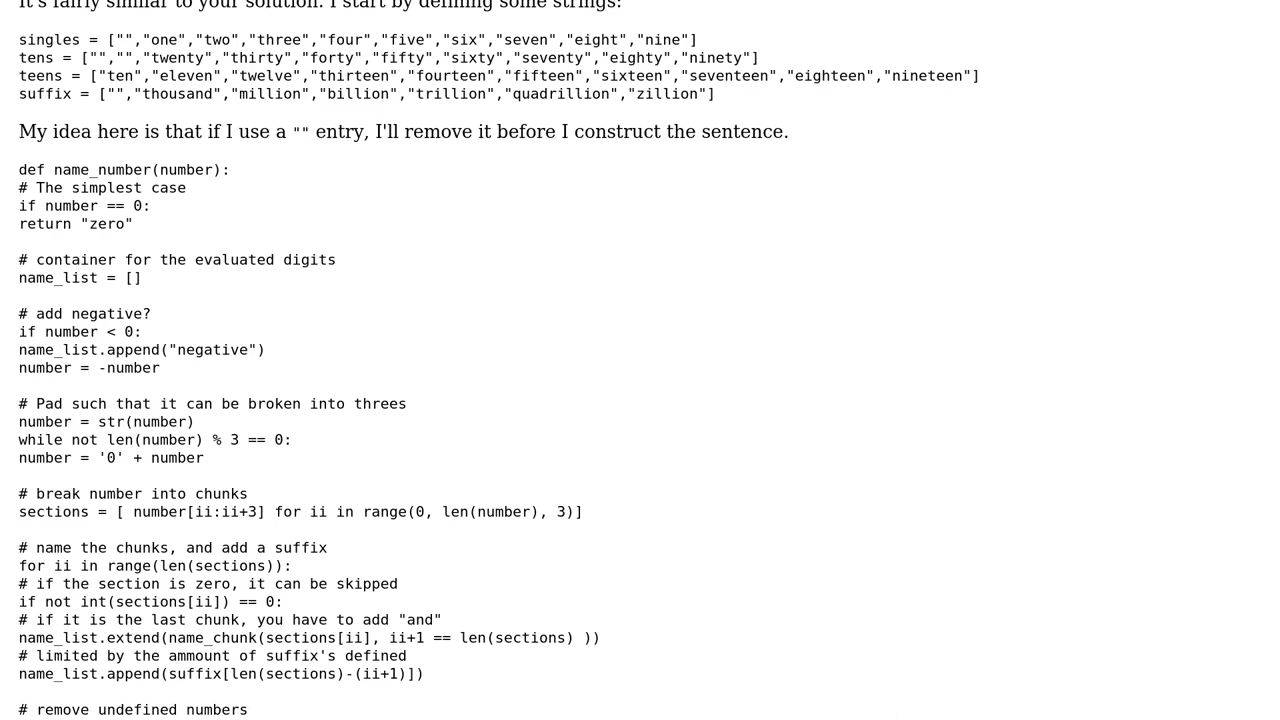 It's fairly similar to your solution. I start by defining some strings:
singles = ["","one","two","three","four","five","six","seven","eight","nine"]
tens = ["","","twenty","thirty","forty","fifty","sixty","seventy","eighty","ninety"]
teens = ["ten","eleven","twelve","thirteen","fourteen","fifteen","sixteen","seventeen","eighteen","nineteen"]
suffix = ["","thousand","million","billion","trillion","quadrillion","zillion"]
My idea here is that if I use a "" entry, I'll remove it before I construct the sentence.
def name_number(number):
# The simplest case
if number == 0:
return "zero"
# container for the evaluated digits
name_list = []
# add negative?
if number < 0:
name_list.append("negative")
number = -number
# Pad such that it can be broken into threes
number = str(number)
while not len(number) % 3 == 0:
number = '0' + number
# break number into chunks
sections = [ number[ii:ii+3] for ii in range(0, len(number), 3)]
# name the chunks, and add a suffix
for ii in range(len(sections)):
# if the section is zero, it can be skipped
if not int(sections[ii]) == 0:
# if it is the last chunk, you have to add "and"
name_list.extend(name_chunk(sections[ii], ii+1 == len(sections) ))
# limited by the ammount of suffix's defined
name_list.append(suffix[len(sections)-(ii+1)])
# remove undefined numbers